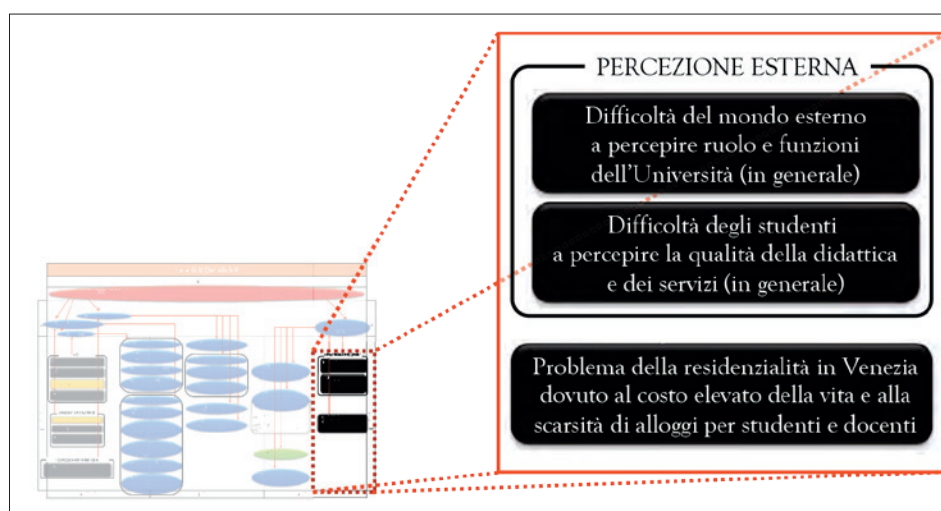 PERCEZIONE ESTERNA
Difficoltà del mondo esterno
a percepire ruolo e funzioni
dell'Università (in generale)
Difficoltà degli studenti
a percepire la qualità della didattica
e dei servizi (in generale)
Problema della residenzialità in Venezia
dovuto al costo elevato della vita e alla
scarsità di alloggi per studenti e docenti